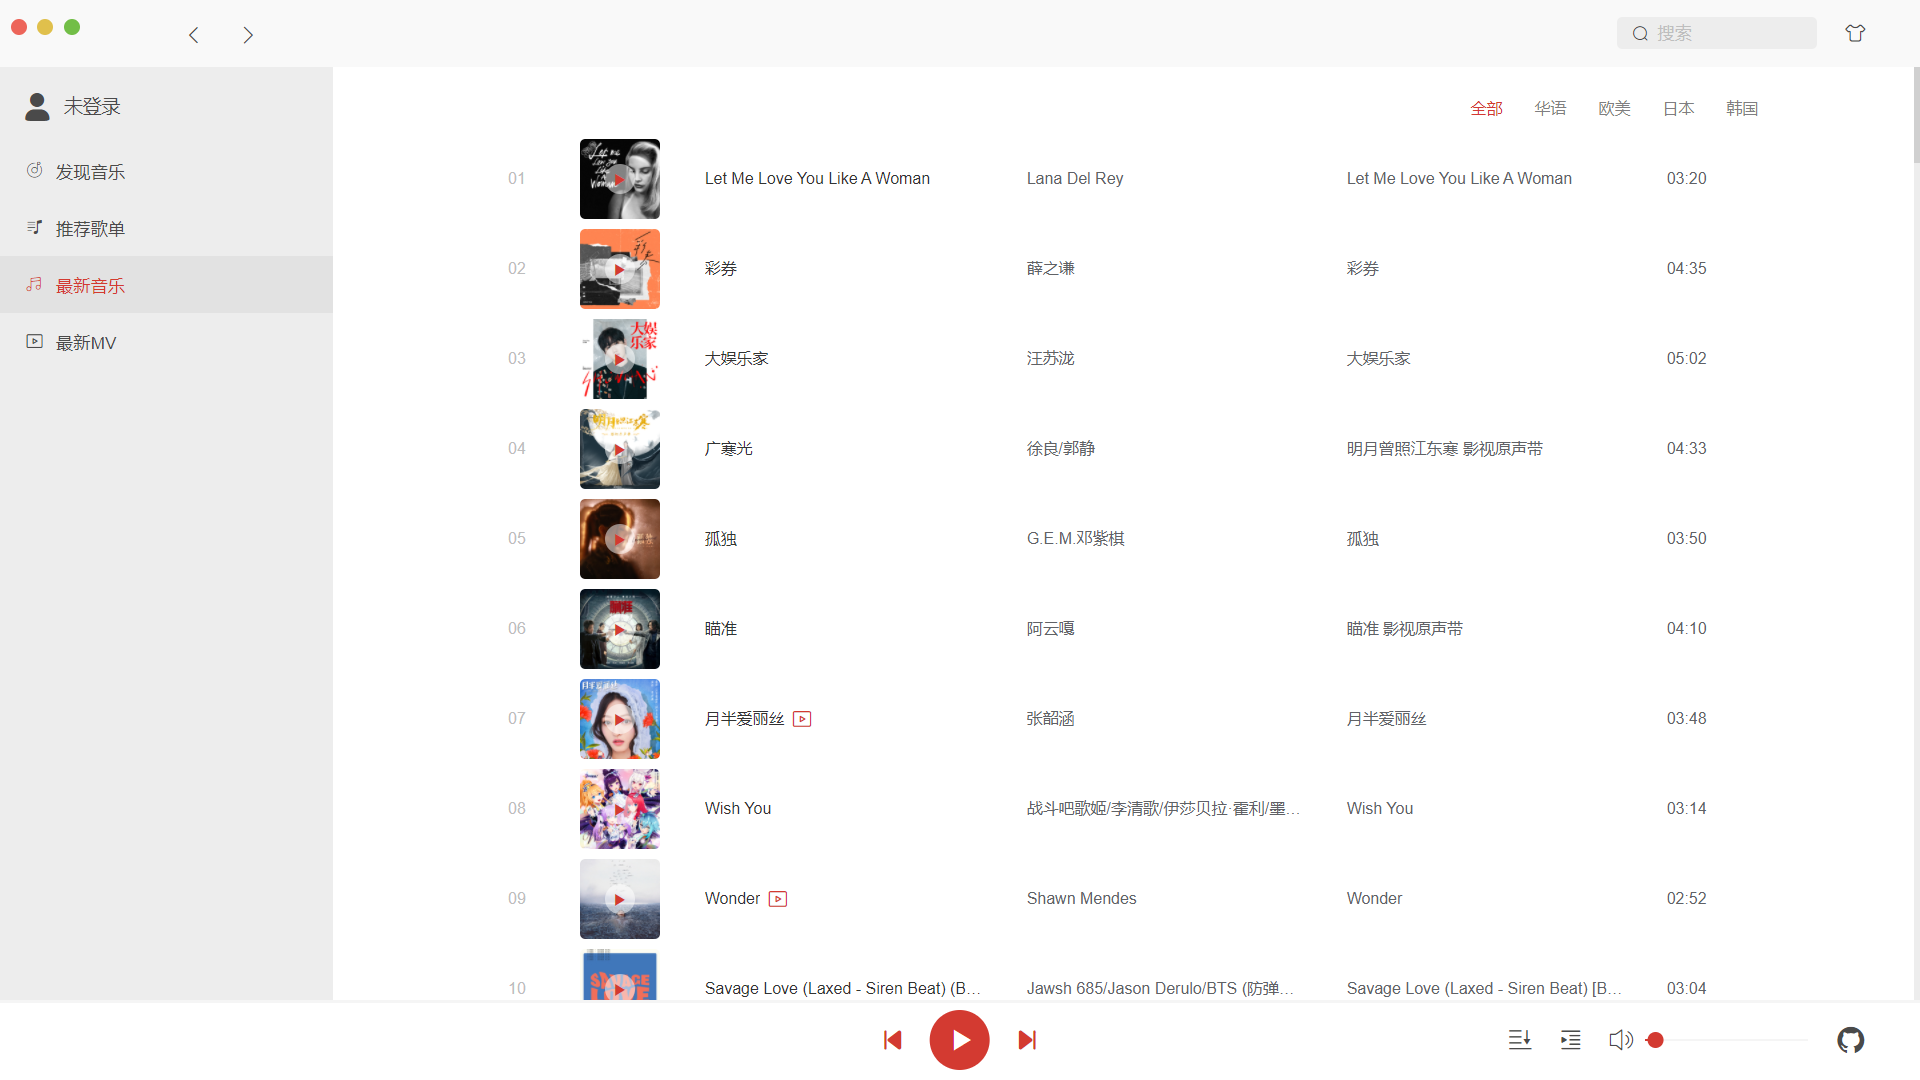 搜索
未登录
发现音乐
推荐歌单
最新音乐
最新MV
全部 华语 欧美 日本 韩国
01 Let Me Love You Like A Woman Lana Del Rey Let Me Love You Like A Woman 03:20
02 彩券 薛之谦 彩券 04:35
03 大娱乐家 汪苏泷 大娱乐家 05:02
04 广寒光 徐良/郭静 明月曾照江东寒 影视原声带 04:33
05 孤独 G.E.M.邓紫棋 孤独 03:50
06 瞄准 阿云嘎 瞄准 影视原声带 04:10
07 月半爱丽丝 张韶涵 月半爱丽丝 03:48
08 Wish You 战斗吧歌姬/李清歌/伊莎贝拉·霍利/墨… Wish You 03:14
09 Wonder Shawn Mendes Wonder 02:52
10 Savage Love (Laxed - Siren Beat) (B… Jawsh 685/Jason Derulo/BTS (防弹… Savage Love (Laxed - Siren Beat) [B… 03:04